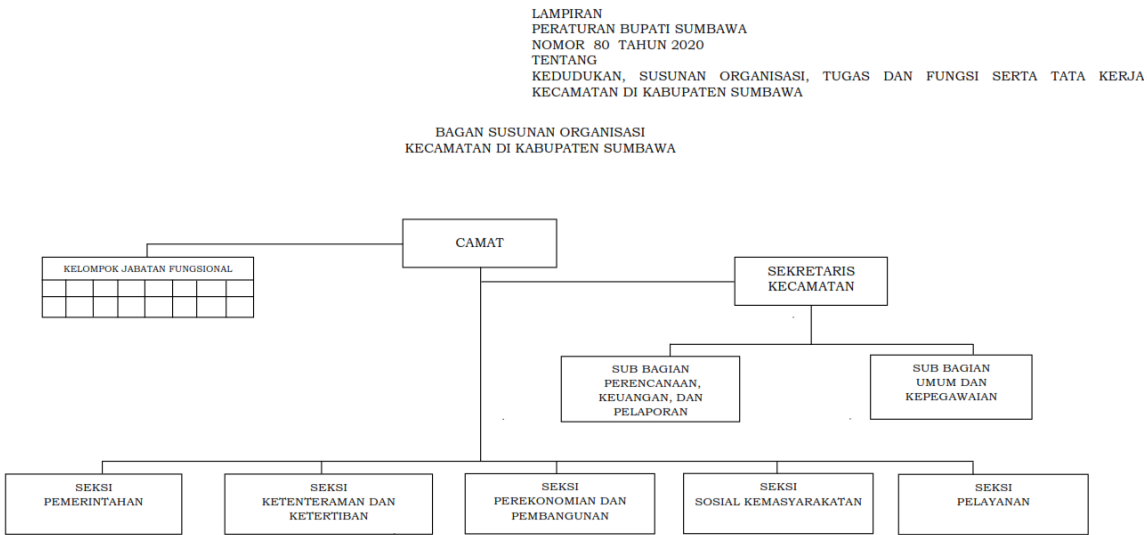 LAMPIRAN
PERATURAN BUPATI SUMBAWA
NOMOR 80 TAHUN 2020
TENTANG
KEDUDUKAN, SUSUNAN ORGANISASI, TUGAS DAN FUNGSI SERTA TATA KERJA
KECAMATAN DI KABUPATEN SUMBAWA
BAGAN SUSUNAN ORGANISASI
KECAMATAN DI KABUPATEN SUMBAWA
CAMAT
KELOMPOK JABATAN FUNGSIONAL
SEKRETARIS
KECAMATAN
SUB BAGIAN
PERENCANAAN,
KEUANGAN, DAN
PELAPORAN
SUB BAGIAN
UMUM DAN
KEPEGAWAIAN
SEKSI
PEMERINTAHAN
SEKSI
KETENTERAMAN DAN
KETERTIBAN
SEKSI
PEREKONOMIAN DAN
PEMBANGUNAN
SEKSI
SOSIAL KEMASYARAKATAN
SEKSI
PELAYANAN